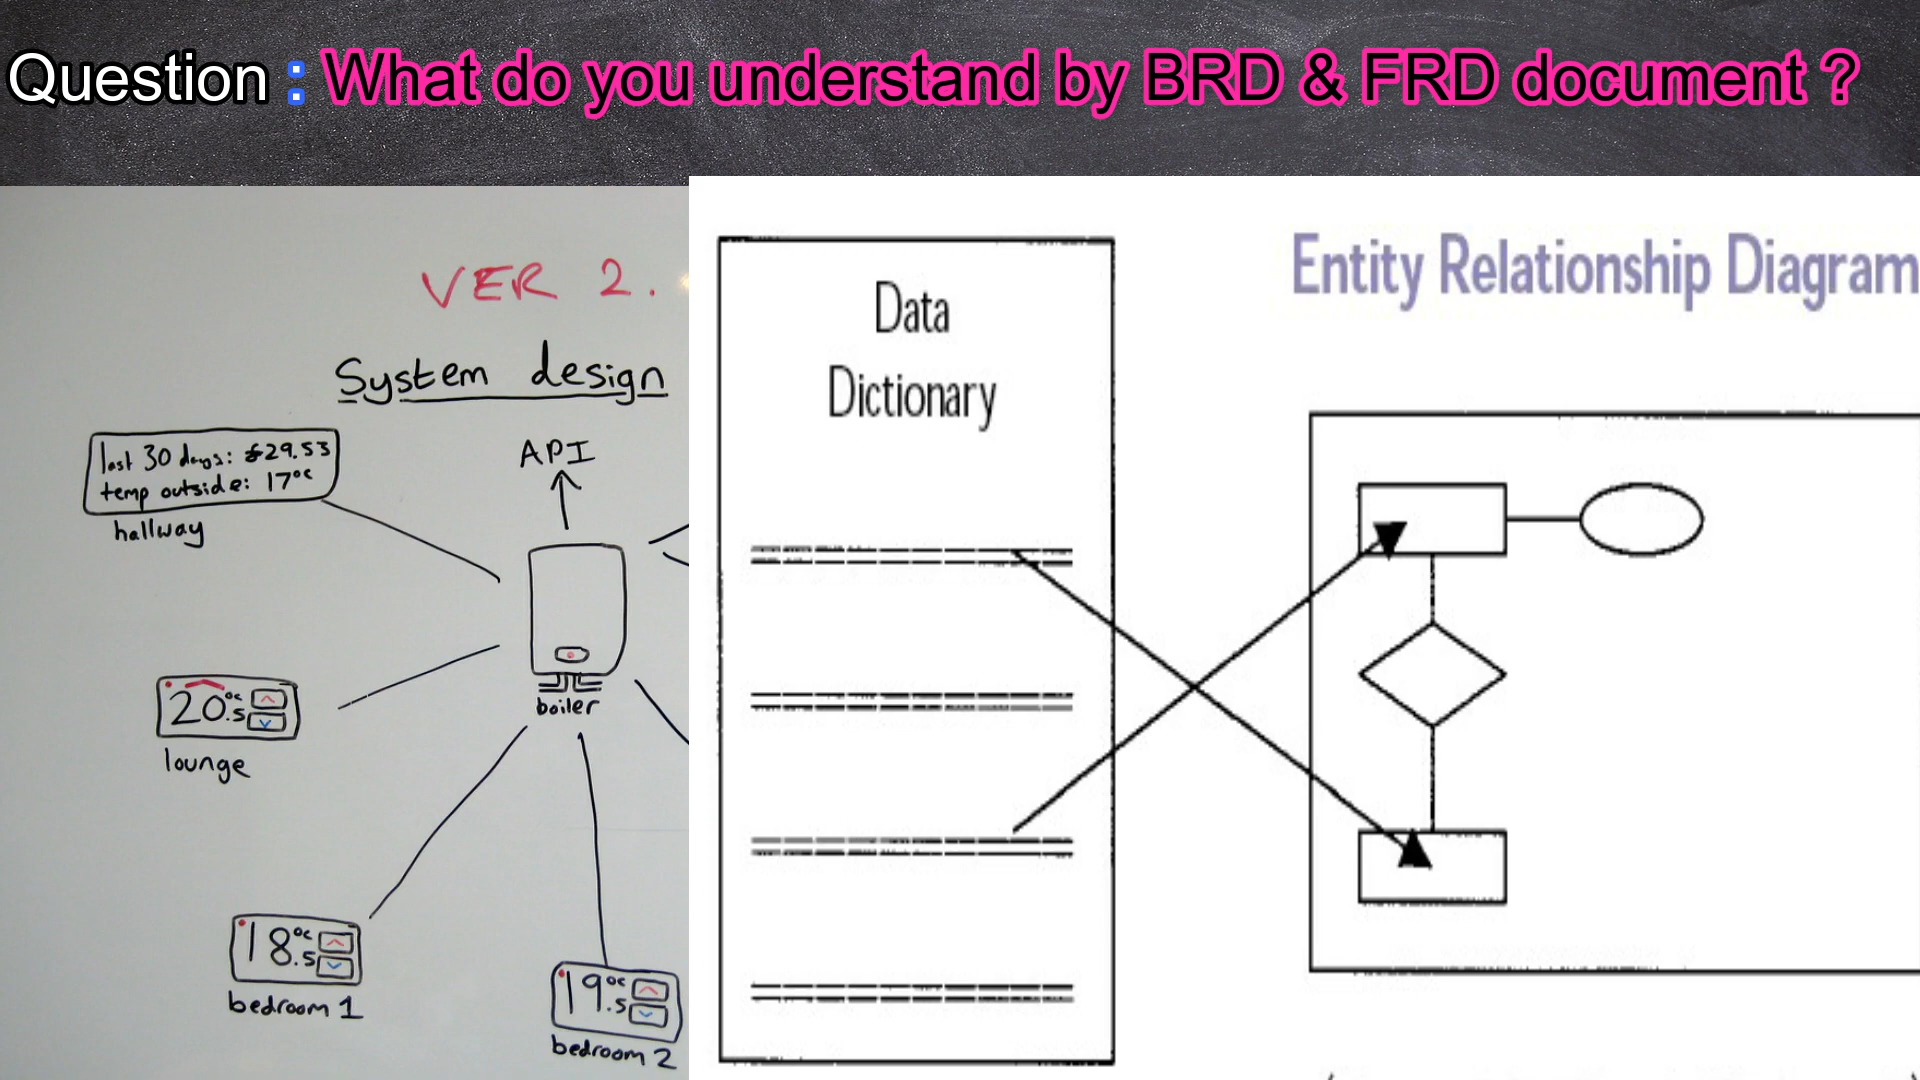 Question : What do you understand by BRD & FRD document ?
VER 2.
System design
last 30 days: £29.53
temp outside: 17°C
hallway
API
boiler
20.5°C
lounge
18.5°C
bedroom 1
19.5°C
bedroom 2
Data
Dictionary
Entity Relationship Diagram